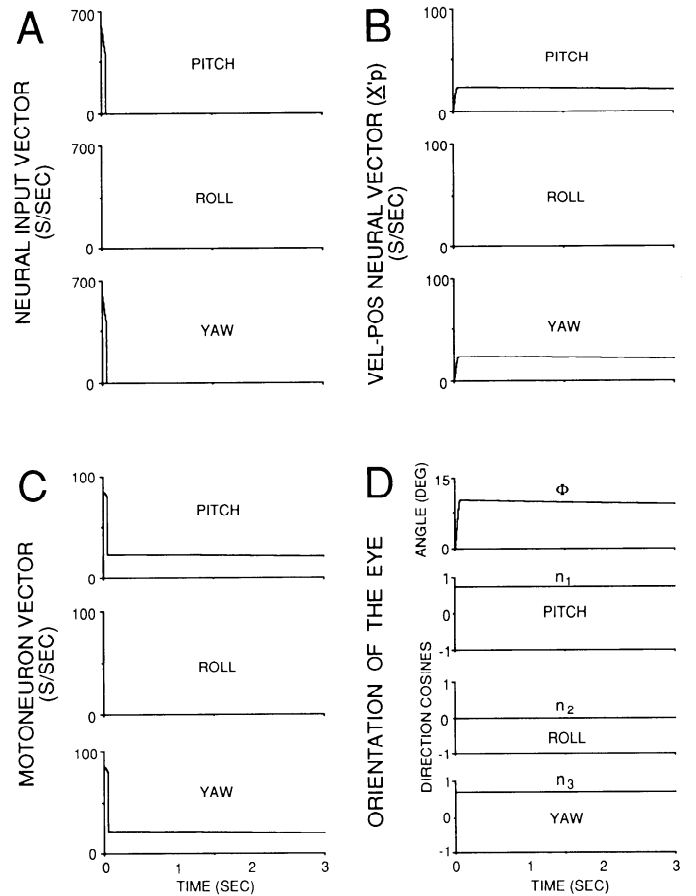 A
NEURAL INPUT VECTOR
(S/SEC)
700
PITCH
0
700
ROLL
0
700
YAW
0
B
VEL-POS NEURAL VECTOR (X'p)
(S/SEC)
100
PITCH
0
100
ROLL
0
100
YAW
0
C
MOTONEURON VECTOR
(S/SEC)
100
PITCH
0
100
ROLL
0
100
YAW
0
0 1 2 3
TIME (SEC)
D
ORIENTATION OF THE EYE
ANGLE (DEG)
15
Φ
0
DIRECTION COSINES
1
n1
0
PITCH
-1
1
n2
0
ROLL
-1
1
n3
0
YAW
-1
0 1 2 3
TIME (SEC)